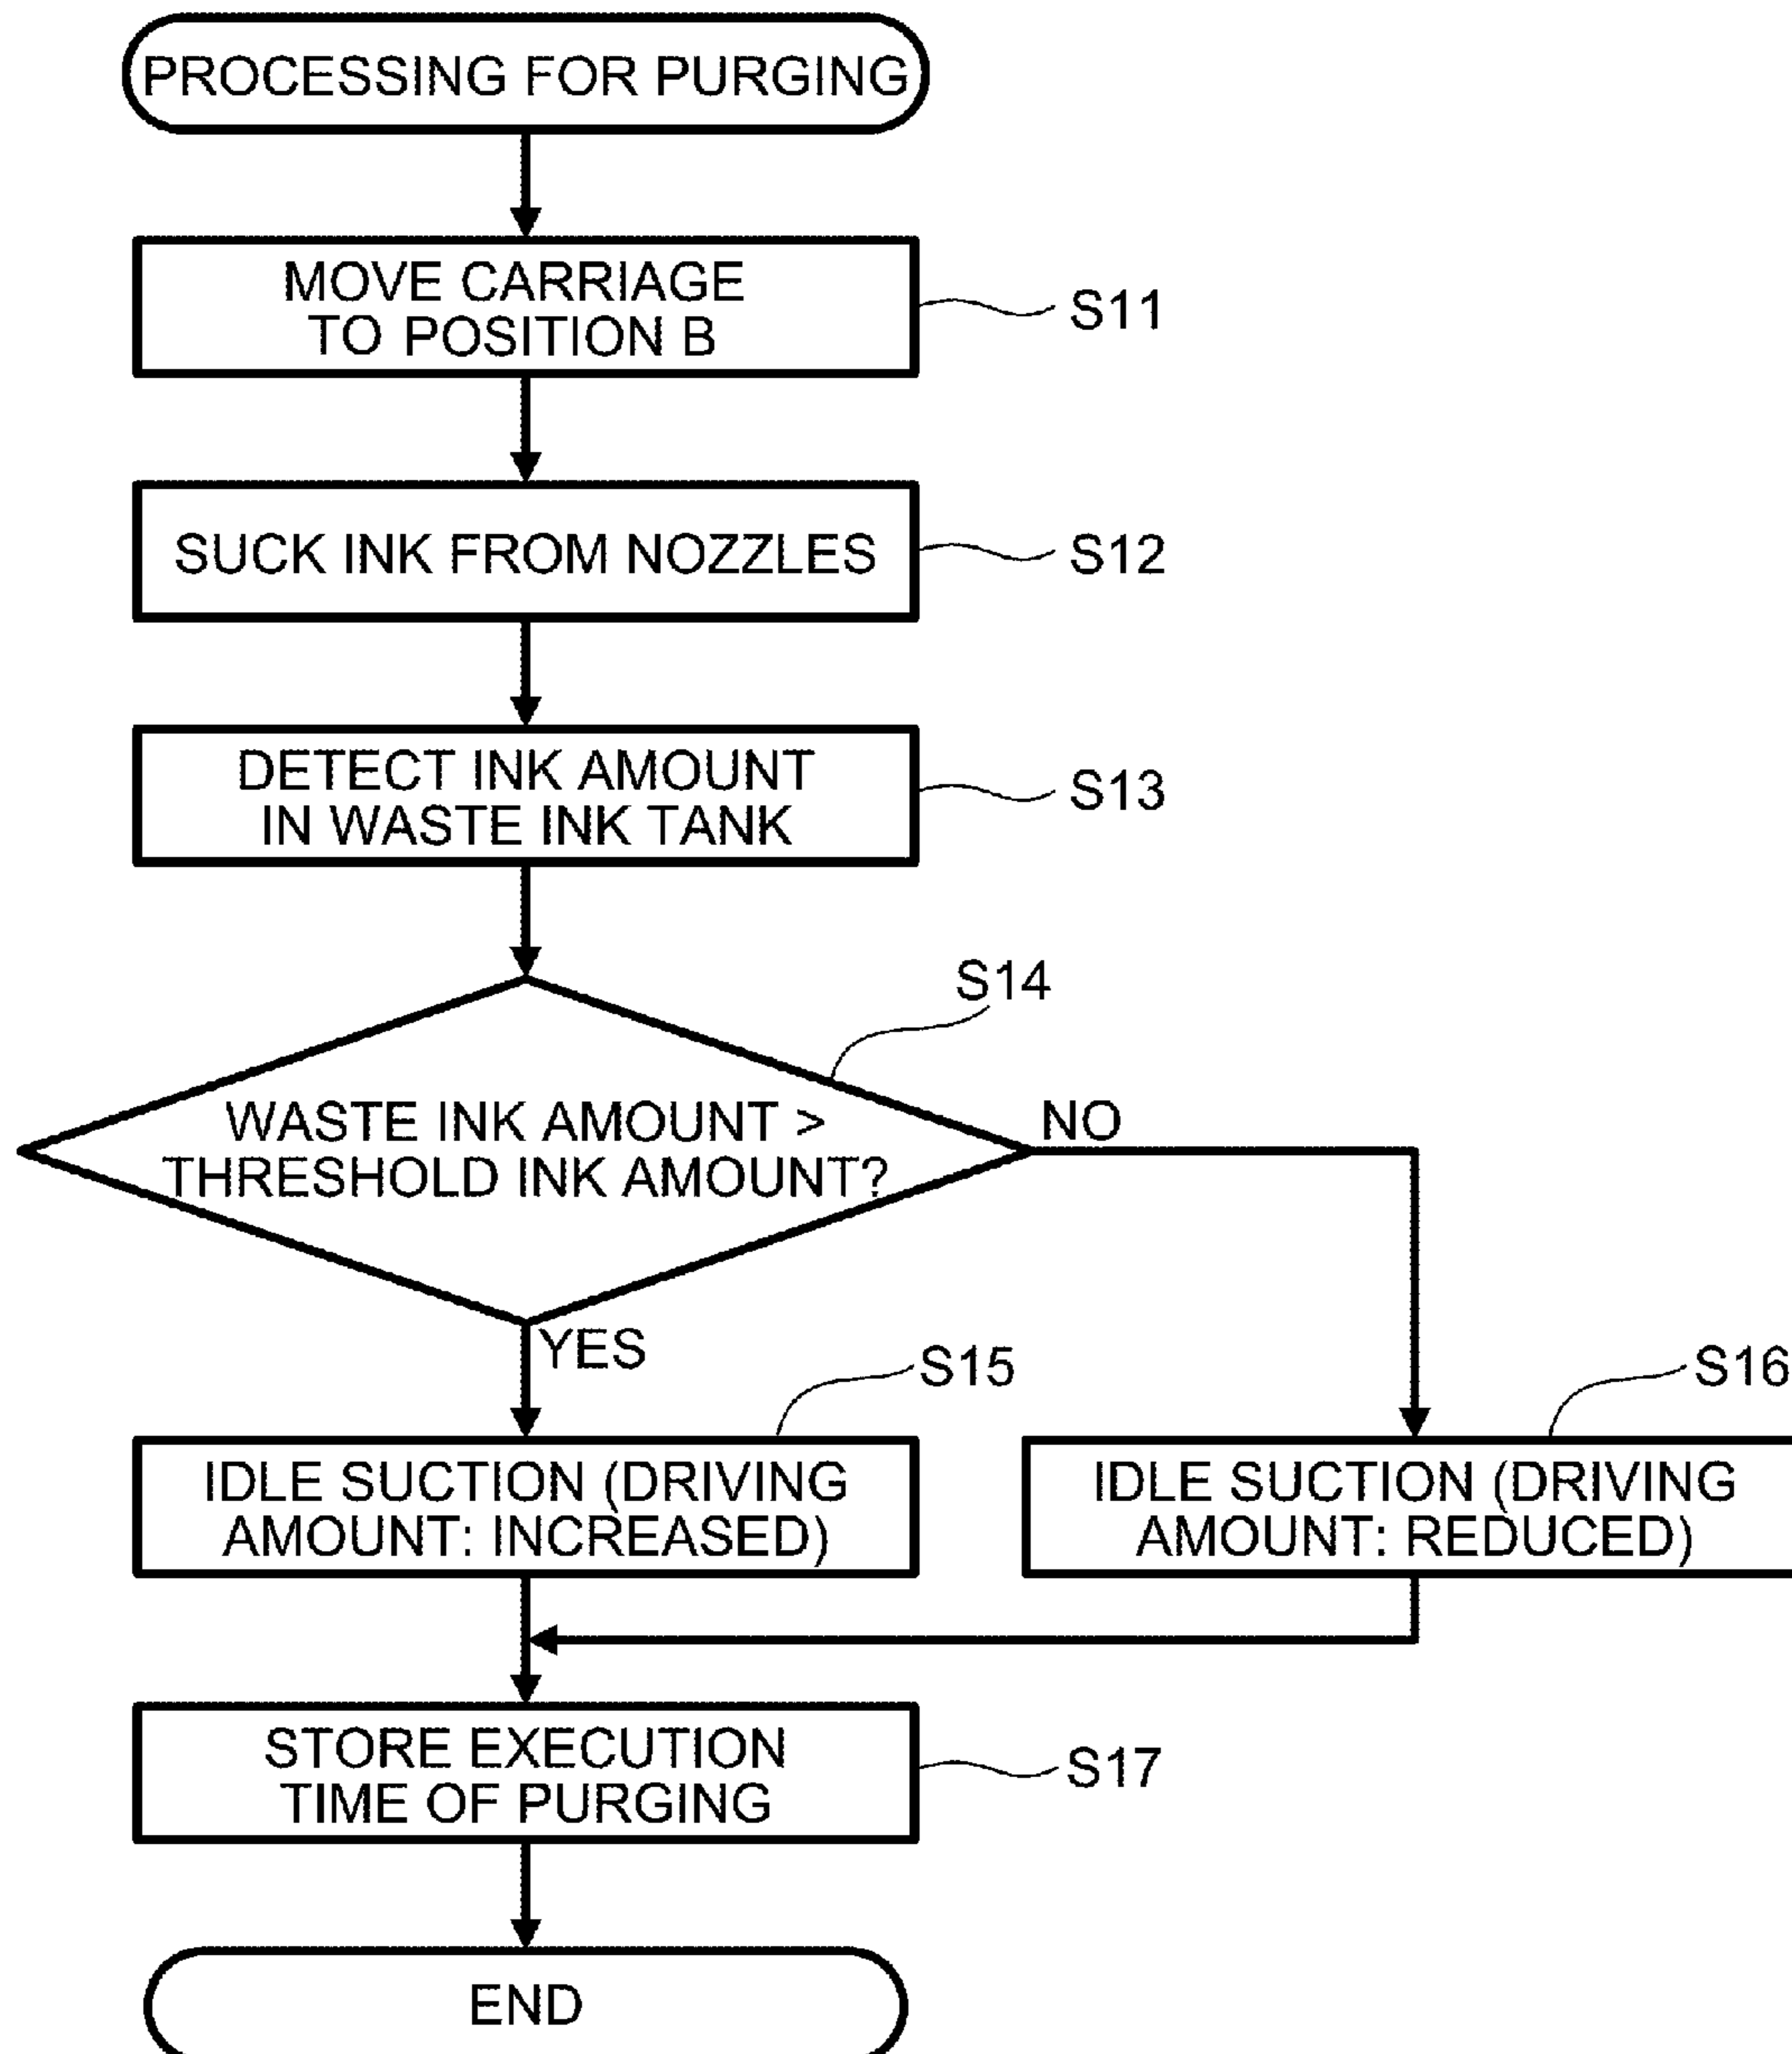 PROCESSING FOR PURGING
MOVE CARRIAGE
TO POSITION B
S11
SUCK INK FROM NOZZLES
S12
DETECT INK AMOUNT
IN WASTE INK TANK
S13
S14
WASTE INK AMOUNT >
THRESHOLD INK AMOUNT?
NO
YES
S15
IDLE SUCTION (DRIVING
AMOUNT: INCREASED)
S16
IDLE SUCTION (DRIVING
AMOUNT: REDUCED)
STORE EXECUTION
TIME OF PURGING
S17
END